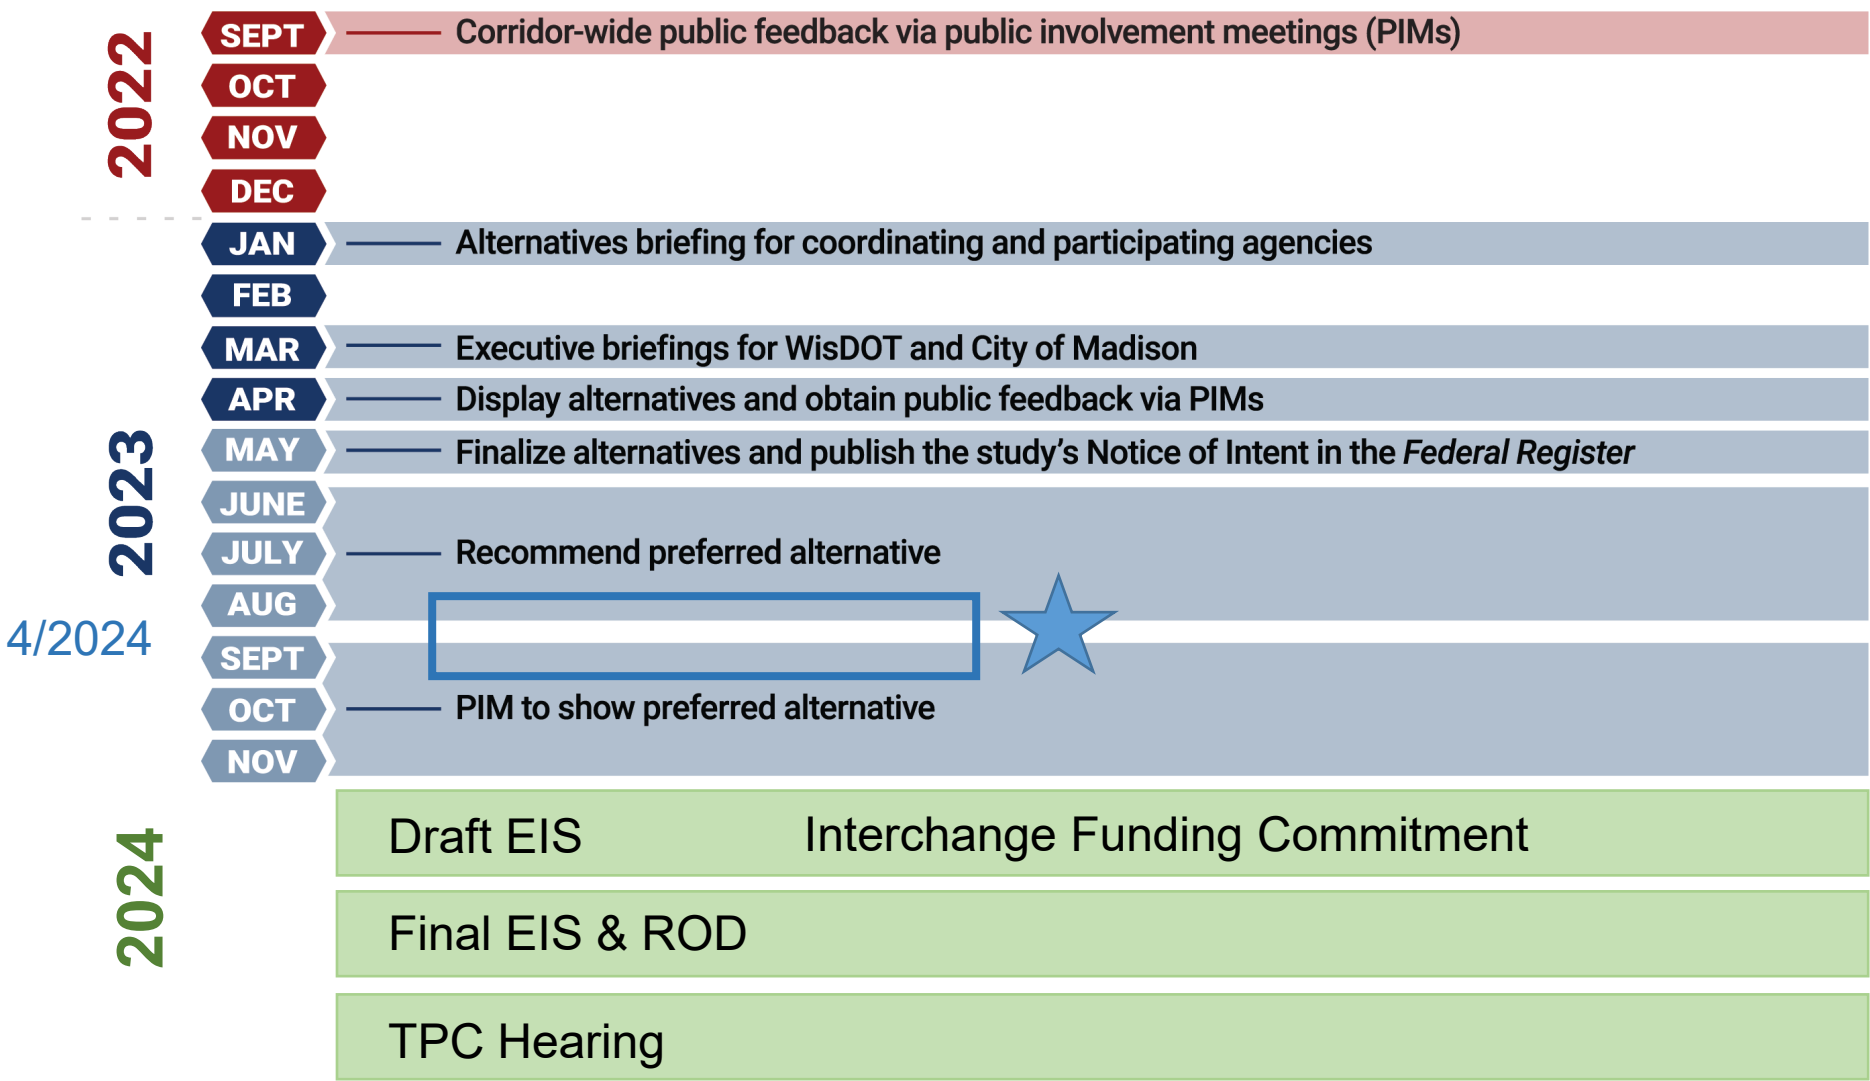 2022
SEPT Corridor-wide public feedback via public involvement meetings (PIMs)
OCT
NOV
DEC
2023
JAN Alternatives briefing for coordinating and participating agencies
FEB
MAR Executive briefings for WisDOT and City of Madison
APR Display alternatives and obtain public feedback via PIMs
MAY Finalize alternatives and publish the study's Notice of Intent in the Federal Register
JUNE
JULY Recommend preferred alternative
AUG
4/2024
SEPT
OCT PIM to show preferred alternative
NOV
2024
Draft EIS Interchange Funding Commitment
Final EIS & ROD
TPC Hearing